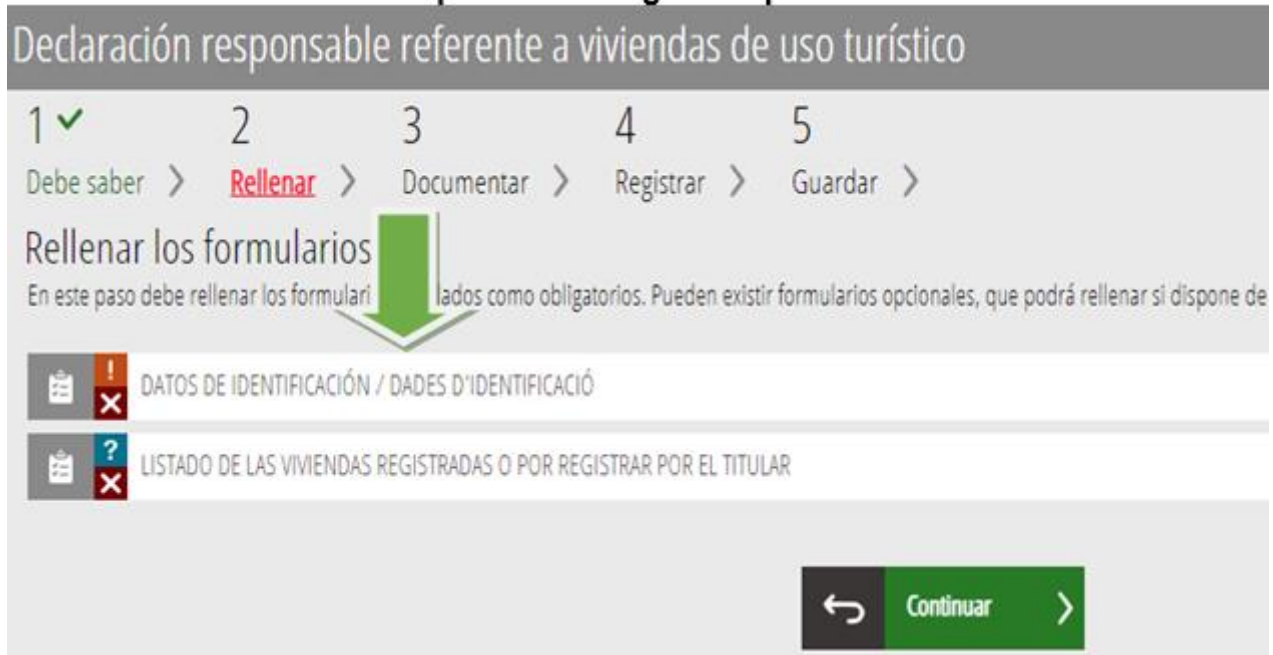 Declaración responsable referente a viviendas de uso turístico
1 2 3 4 5
Debe saber Rellenar Documentar Registrar Guardar
Rellenar los formularios
En este paso debe rellenar los formulari lados como obligatorios. Pueden existir formularios opcionales, que podrá rellenar si dispone de
! DATOS DE IDENTIFICACIÓN / DADES D'IDENTIFICACIÓ
? LISTADO DE LAS VIVIENDAS REGISTRADAS O POR REGISTRAR POR EL TITULAR
Continuar